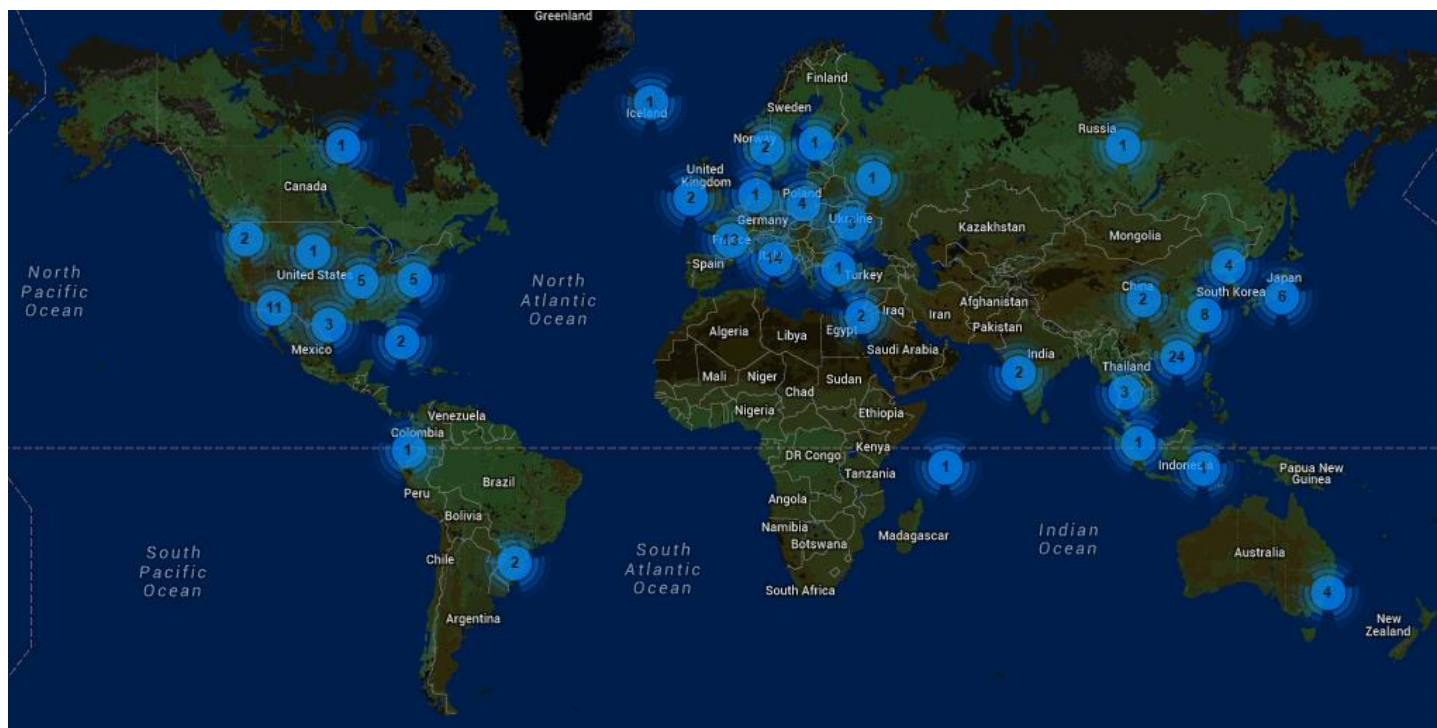 Greenland
Finland
Sweden
1
Iceland
Norway
2
1
Russia
1
1
Canada
United
Kingdom
2
1
Poland
4
1
Germany
Ukraine
Kazakhstan
Mongolia
2
1
United States
5
5
Spain
Turkey
1
4
Japan
6
China
2
South Korea
8
North
Pacific
Ocean
North
Atlantic
Ocean
11
3
Mexico
2
Algeria
Libya
Egypt
2
Iraq
Iran
Afghanistan
Pakistan
Saudi Arabia
India
2
Thailand
24
3
Mali
Niger
Chad
Sudan
Nigeria
Ethiopia
Venezuela
Colombia
1
Peru
Brazil
Bolivia
Chile
2
Argentina
DR Congo
Kenya
Tanzania
1
Angola
Namibia
Botswana
Madagascar
South Africa
1
Indonesia
Papua New
Guinea
Indian
Ocean
Australia
4
New
Zealand
South
Pacific
Ocean
South
Atlantic
Ocean